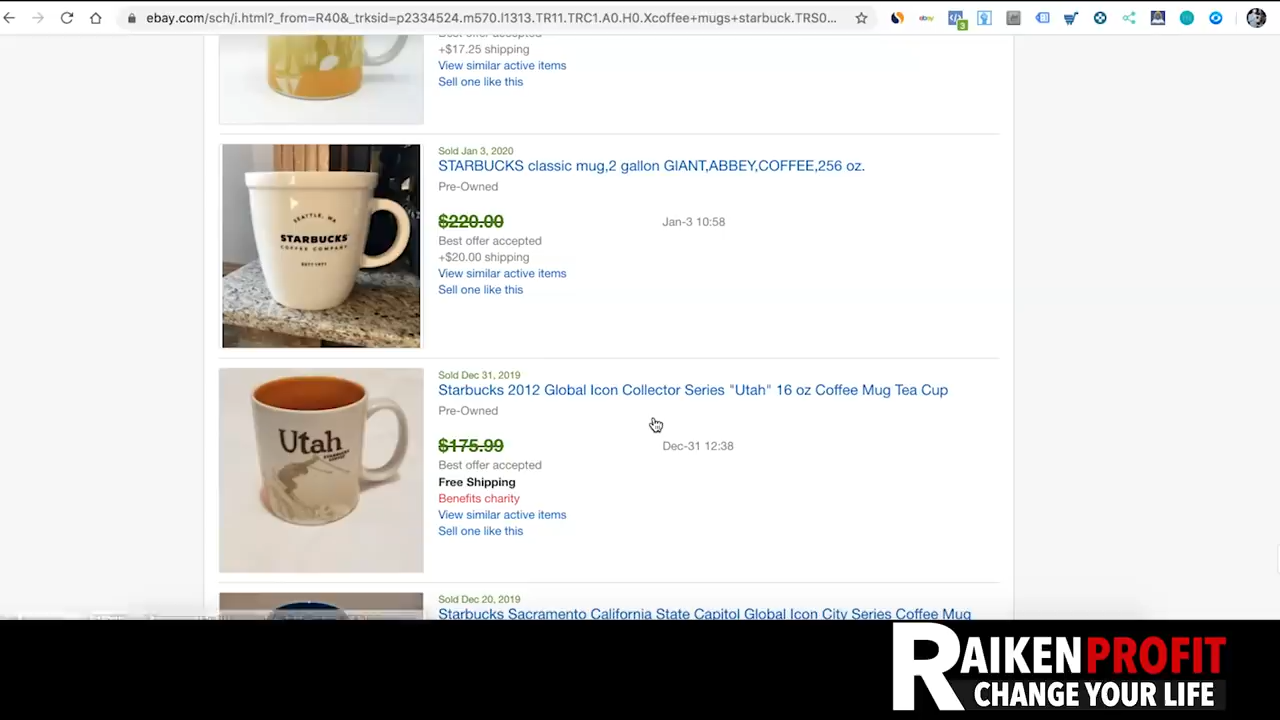 ebay.com/sch/i.html?_from=R40&_trksid=p2334524.m570.l1313.TR11.TRC1.A0.H0.Xcoffee+mugs+starbuck.TRS0...
ebay
3
+$17.25 shipping
View similar active items
Sell one like this
Sold Jan 3, 2020
STARBUCKS classic mug,2 gallon GIANT,ABBEY,COFFEE,256 oz.
Pre-Owned
$220.00
Jan-3 10:58
Best offer accepted
+$20.00 shipping
View similar active items
Sell one like this
SEATTLE, WA
STARBUCKS
COFFEE COMPANY
Sold Dec 31, 2019
Starbucks 2012 Global Icon Collector Series "Utah" 16 oz Coffee Mug Tea Cup
Pre-Owned
$175.99
Dec-31 12:38
Best offer accepted
Free Shipping
Benefits charity
View similar active items
Sell one like this
Utah
Sold Dec 20, 2019
Starbucks Sacramento California State Capitol Global Icon City Series Coffee Mug
RAIKENPROFIT
CHANGE YOUR LIFE